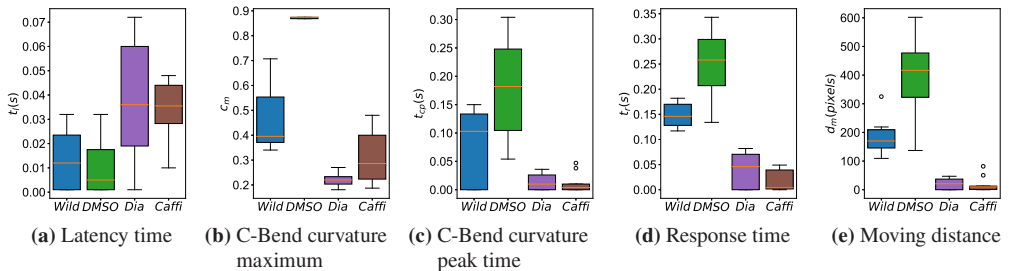 0.07
0.06
0.05
0.04
0.03
0.02
0.01
0.00
t_l(s)
Wild DMSO Dia Caffi
(a) Latency time
0.8
0.7
0.6
0.5
0.4
0.3
0.2
c_m
Wild DMSO Dia Caffi
(b) C-Bend curvature
maximum
0.30
0.25
0.20
0.15
0.10
0.05
0.00
t_cp(s)
Wild DMSO Dia Caffi
(c) C-Bend curvature
peak time
0.35
0.30
0.25
0.20
0.15
0.10
0.05
0.00
t_r(s)
Wild DMSO Dia Caffi
(d) Response time
600
500
400
300
200
100
0
d_m(pixels)
Wild DMSO Dia Caffi
(e) Moving distance